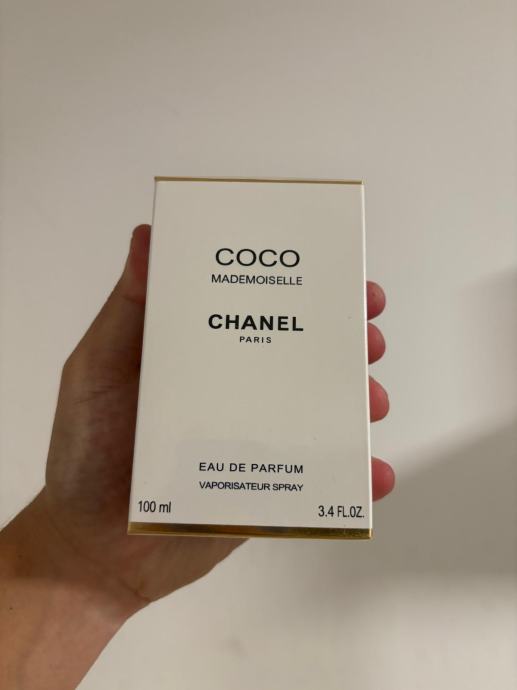 COCO
MADEMOISELLE
CHANEL
PARIS
EAU DE PARFUM
VAPORISATEUR SPRAY
100 ml 3.4 FL.OZ.